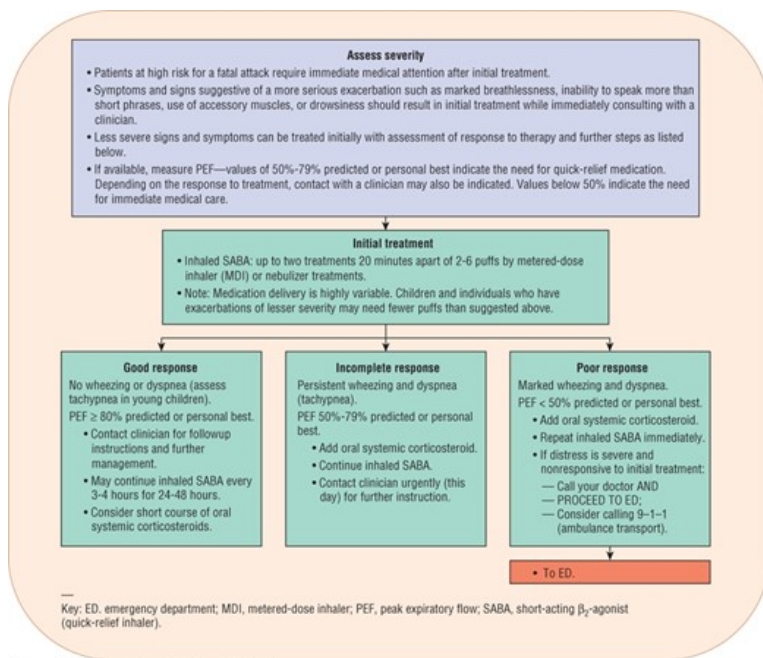 Assess severity
• Patients at high risk for a fatal attack require immediate medical attention after initial treatment.
• Symptoms and signs suggestive of a more serious exacerbation such as marked breathlessness, inability to speak more than
short phrases, use of accessory muscles, or drowsiness should result in initial treatment while immediately consulting with a
clinician.
• Less severe signs and symptoms can be treated initially with assessment of response to therapy and further steps as listed
below.
• If available, measure PEF—values of 50%-79% predicted or personal best indicate the need for quick-relief medication.
Depending on the response to treatment, contact with a clinician may also be indicated. Values below 50% indicate the need
for immediate medical care.
Initial treatment
• Inhaled SABA: up to two treatments 20 minutes apart of 2-6 puffs by metered-dose
inhaler (MDI) or nebulizer treatments.
• Note: Medication delivery is highly variable. Children and individuals who have
exacerbations of lesser severity may need fewer puffs than suggested above.
Good response
No wheezing or dyspnea (assess
tachypnea in young children).
PEF ≥ 80% predicted or personal best.
• Contact clinician for followup
instructions and further
management.
• May continue inhaled SABA every
3-4 hours for 24-48 hours.
• Consider short course of oral
systemic corticosteroids.
Incomplete response
Persistent wheezing and dyspnea
(tachypnea).
PEF 50%-79% predicted or personal
best.
• Add oral systemic corticosteroid.
• Continue inhaled SABA.
• Contact clinician urgently (this
day) for further instruction.
Poor response
Marked wheezing and dyspnea.
PEF < 50% predicted or personal best.
• Add oral systemic corticosteroid.
• Repeat inhaled SABA immediately.
• If distress is severe and
nonresponsive to initial treatment:
— Call your doctor AND
— PROCEED TO ED;
— Consider calling 9–1–1
(ambulance transport).
• To ED.
—
Key: ED. emergency department; MDI, metered-dose inhaler; PEF, peak expiratory flow; SABA, short-acting β₂-agonist
(quick-relief inhaler).